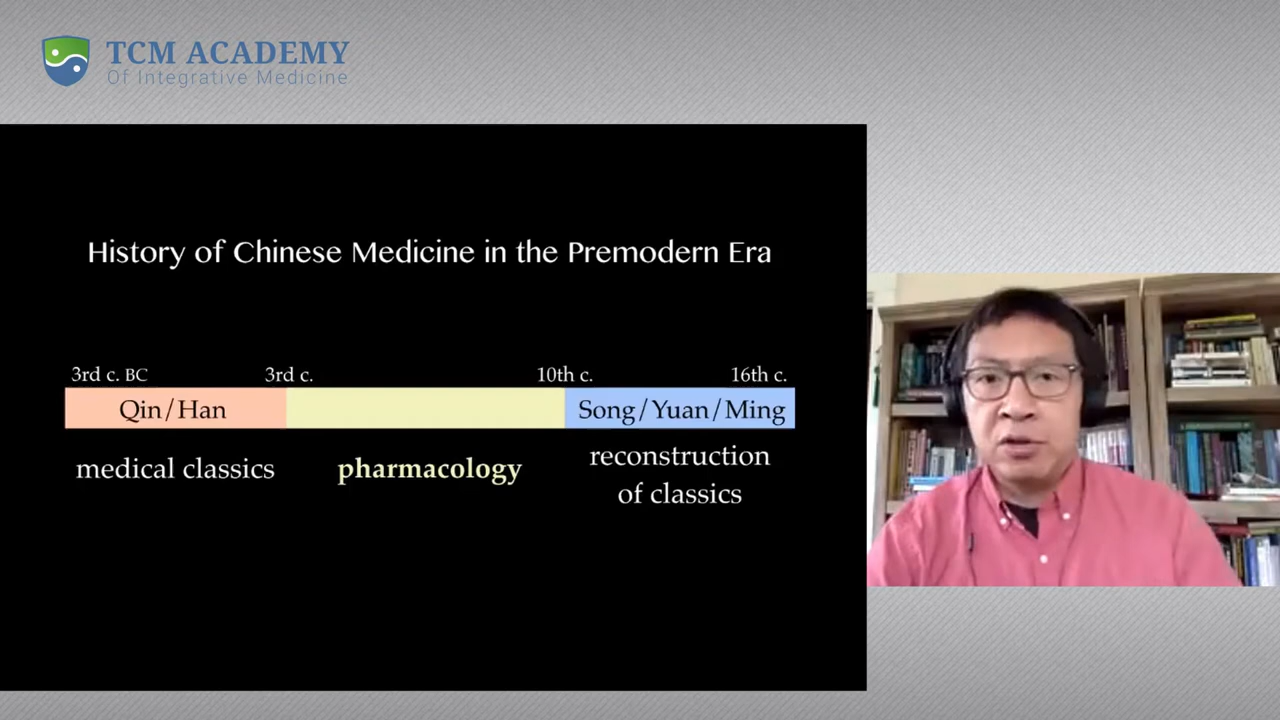 TCM ACADEMY
Of Integrative Medicine
History of Chinese Medicine in the Premodern Era
3rd c. BC
3rd c.
10th c.
16th c.
Qin/Han
Song/Yuan/Ming
medical classics
pharmacology
reconstruction
of classics